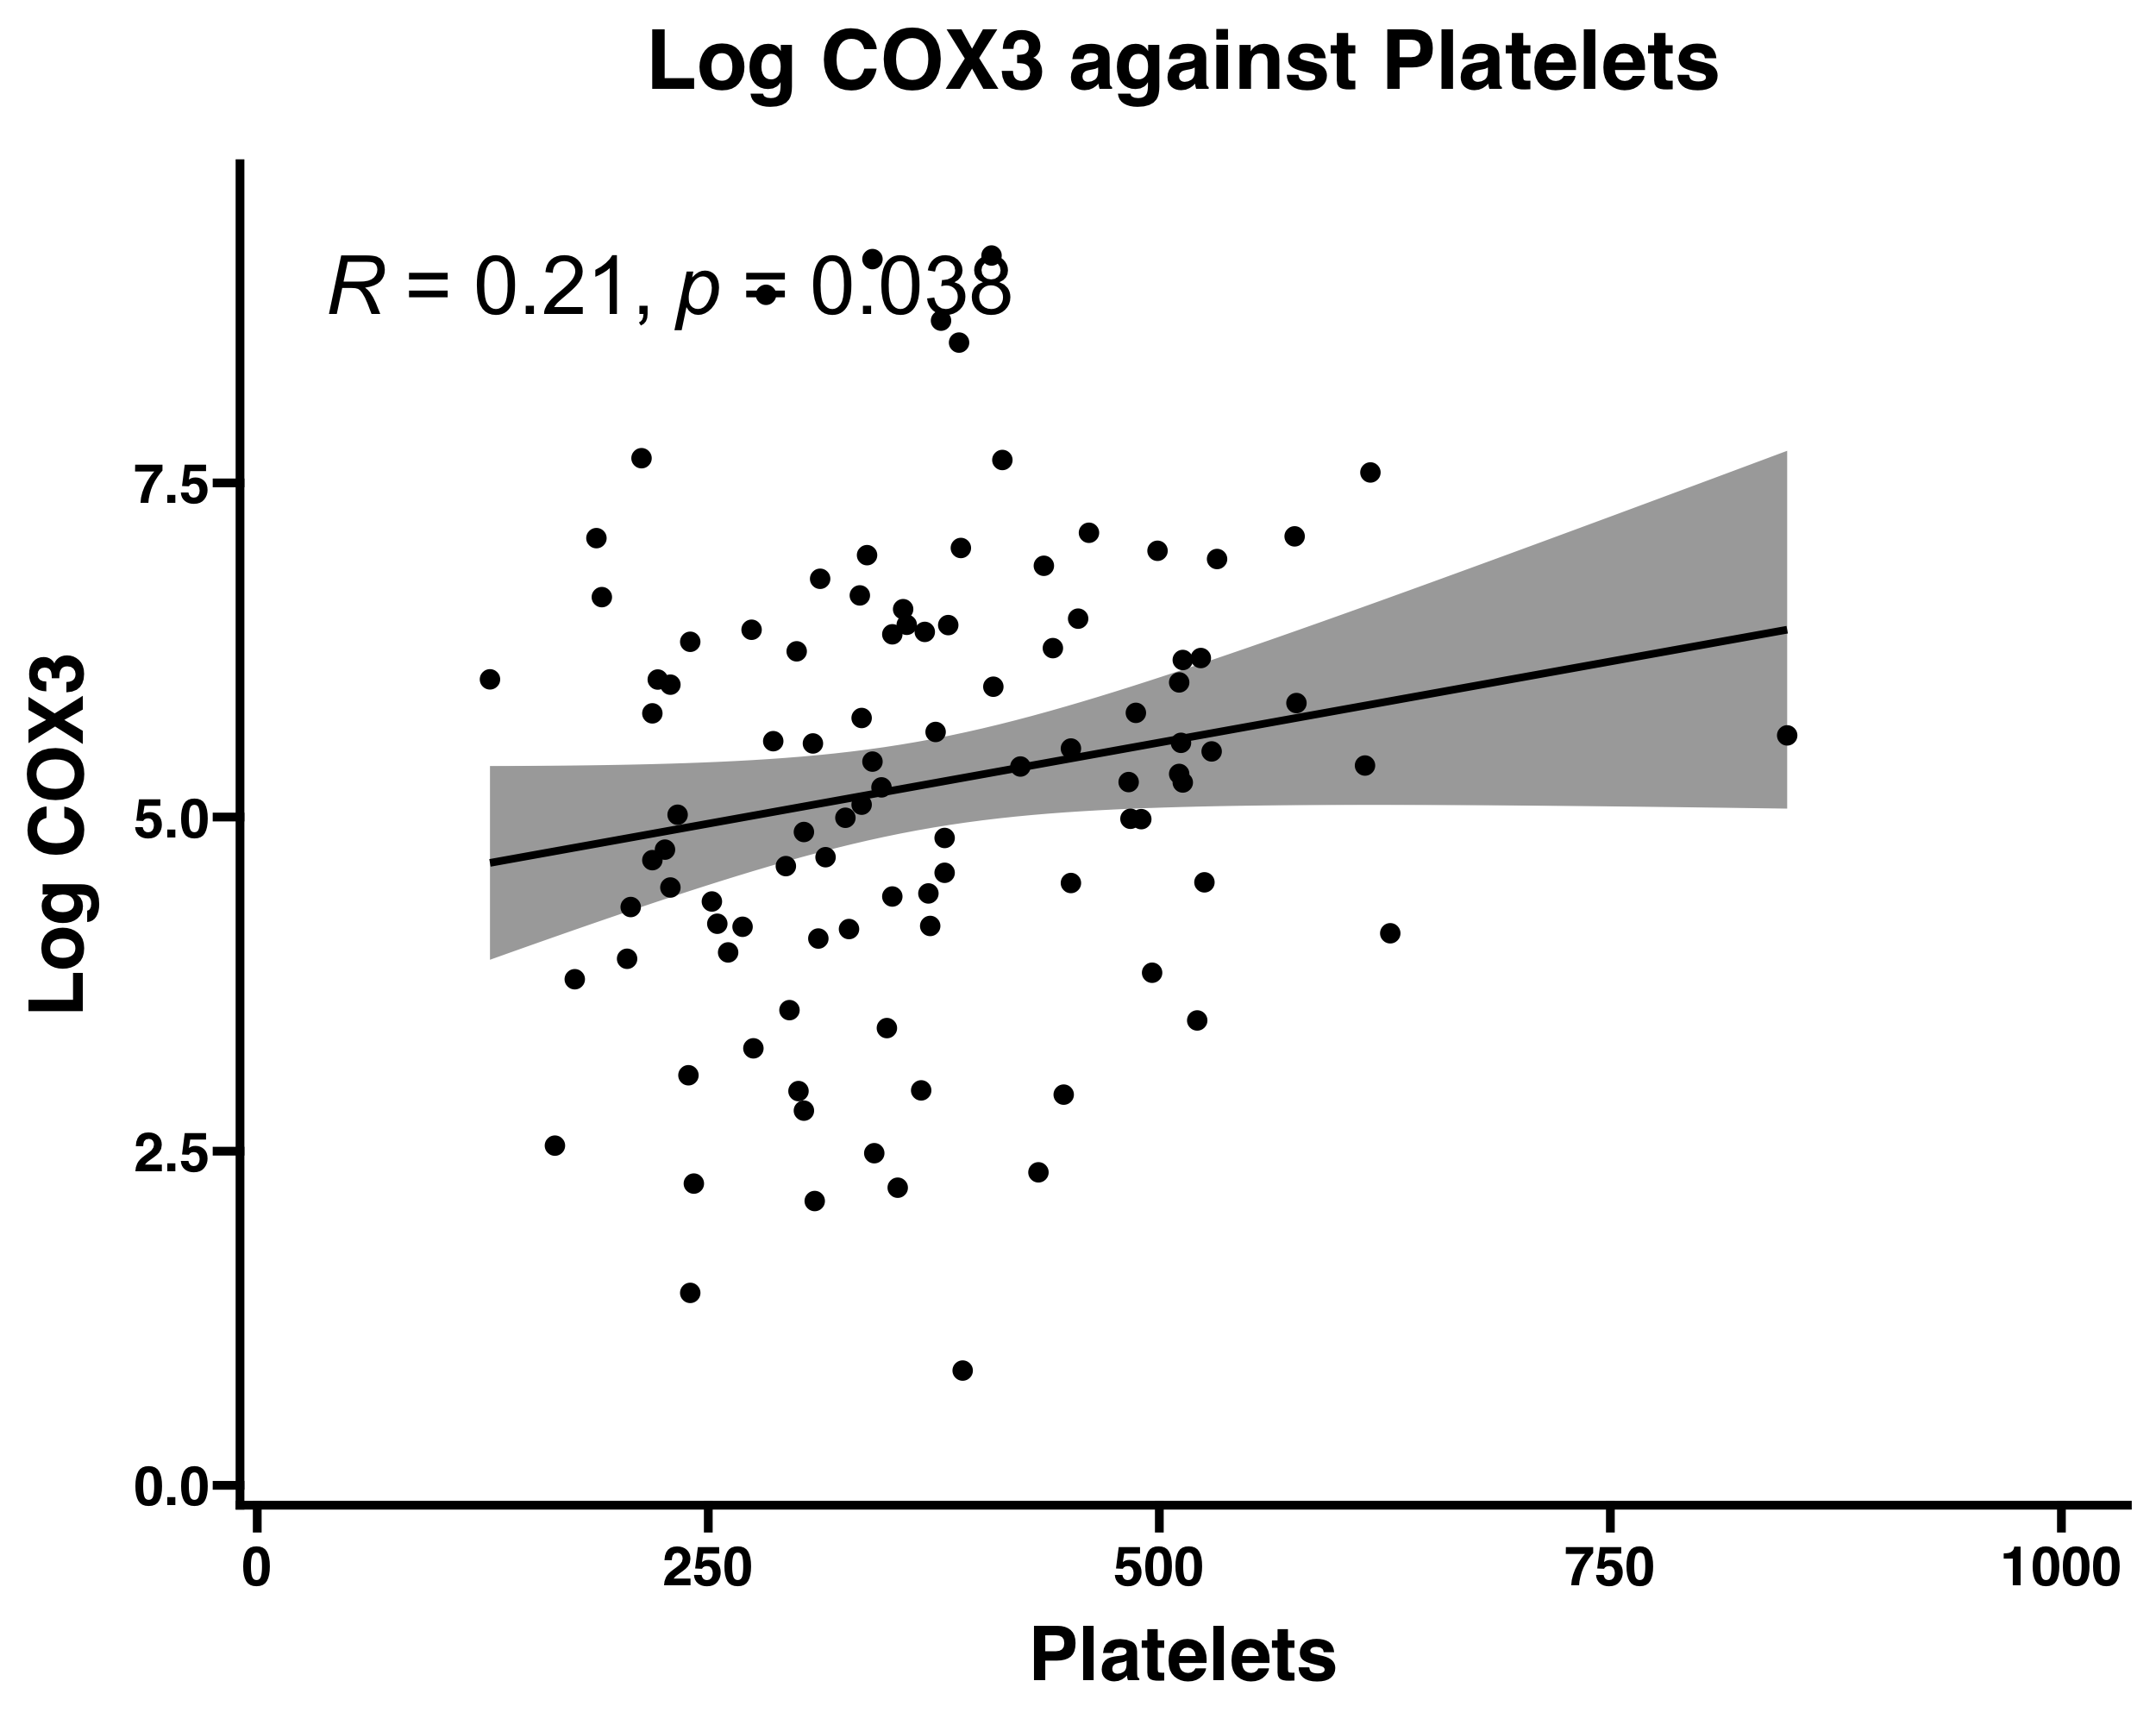 Log COX3 against Platelets
R = 0.21, p = 0.038
Log COX3
7.5
5.0
2.5
0.0
0 250 500 750 1000
Platelets